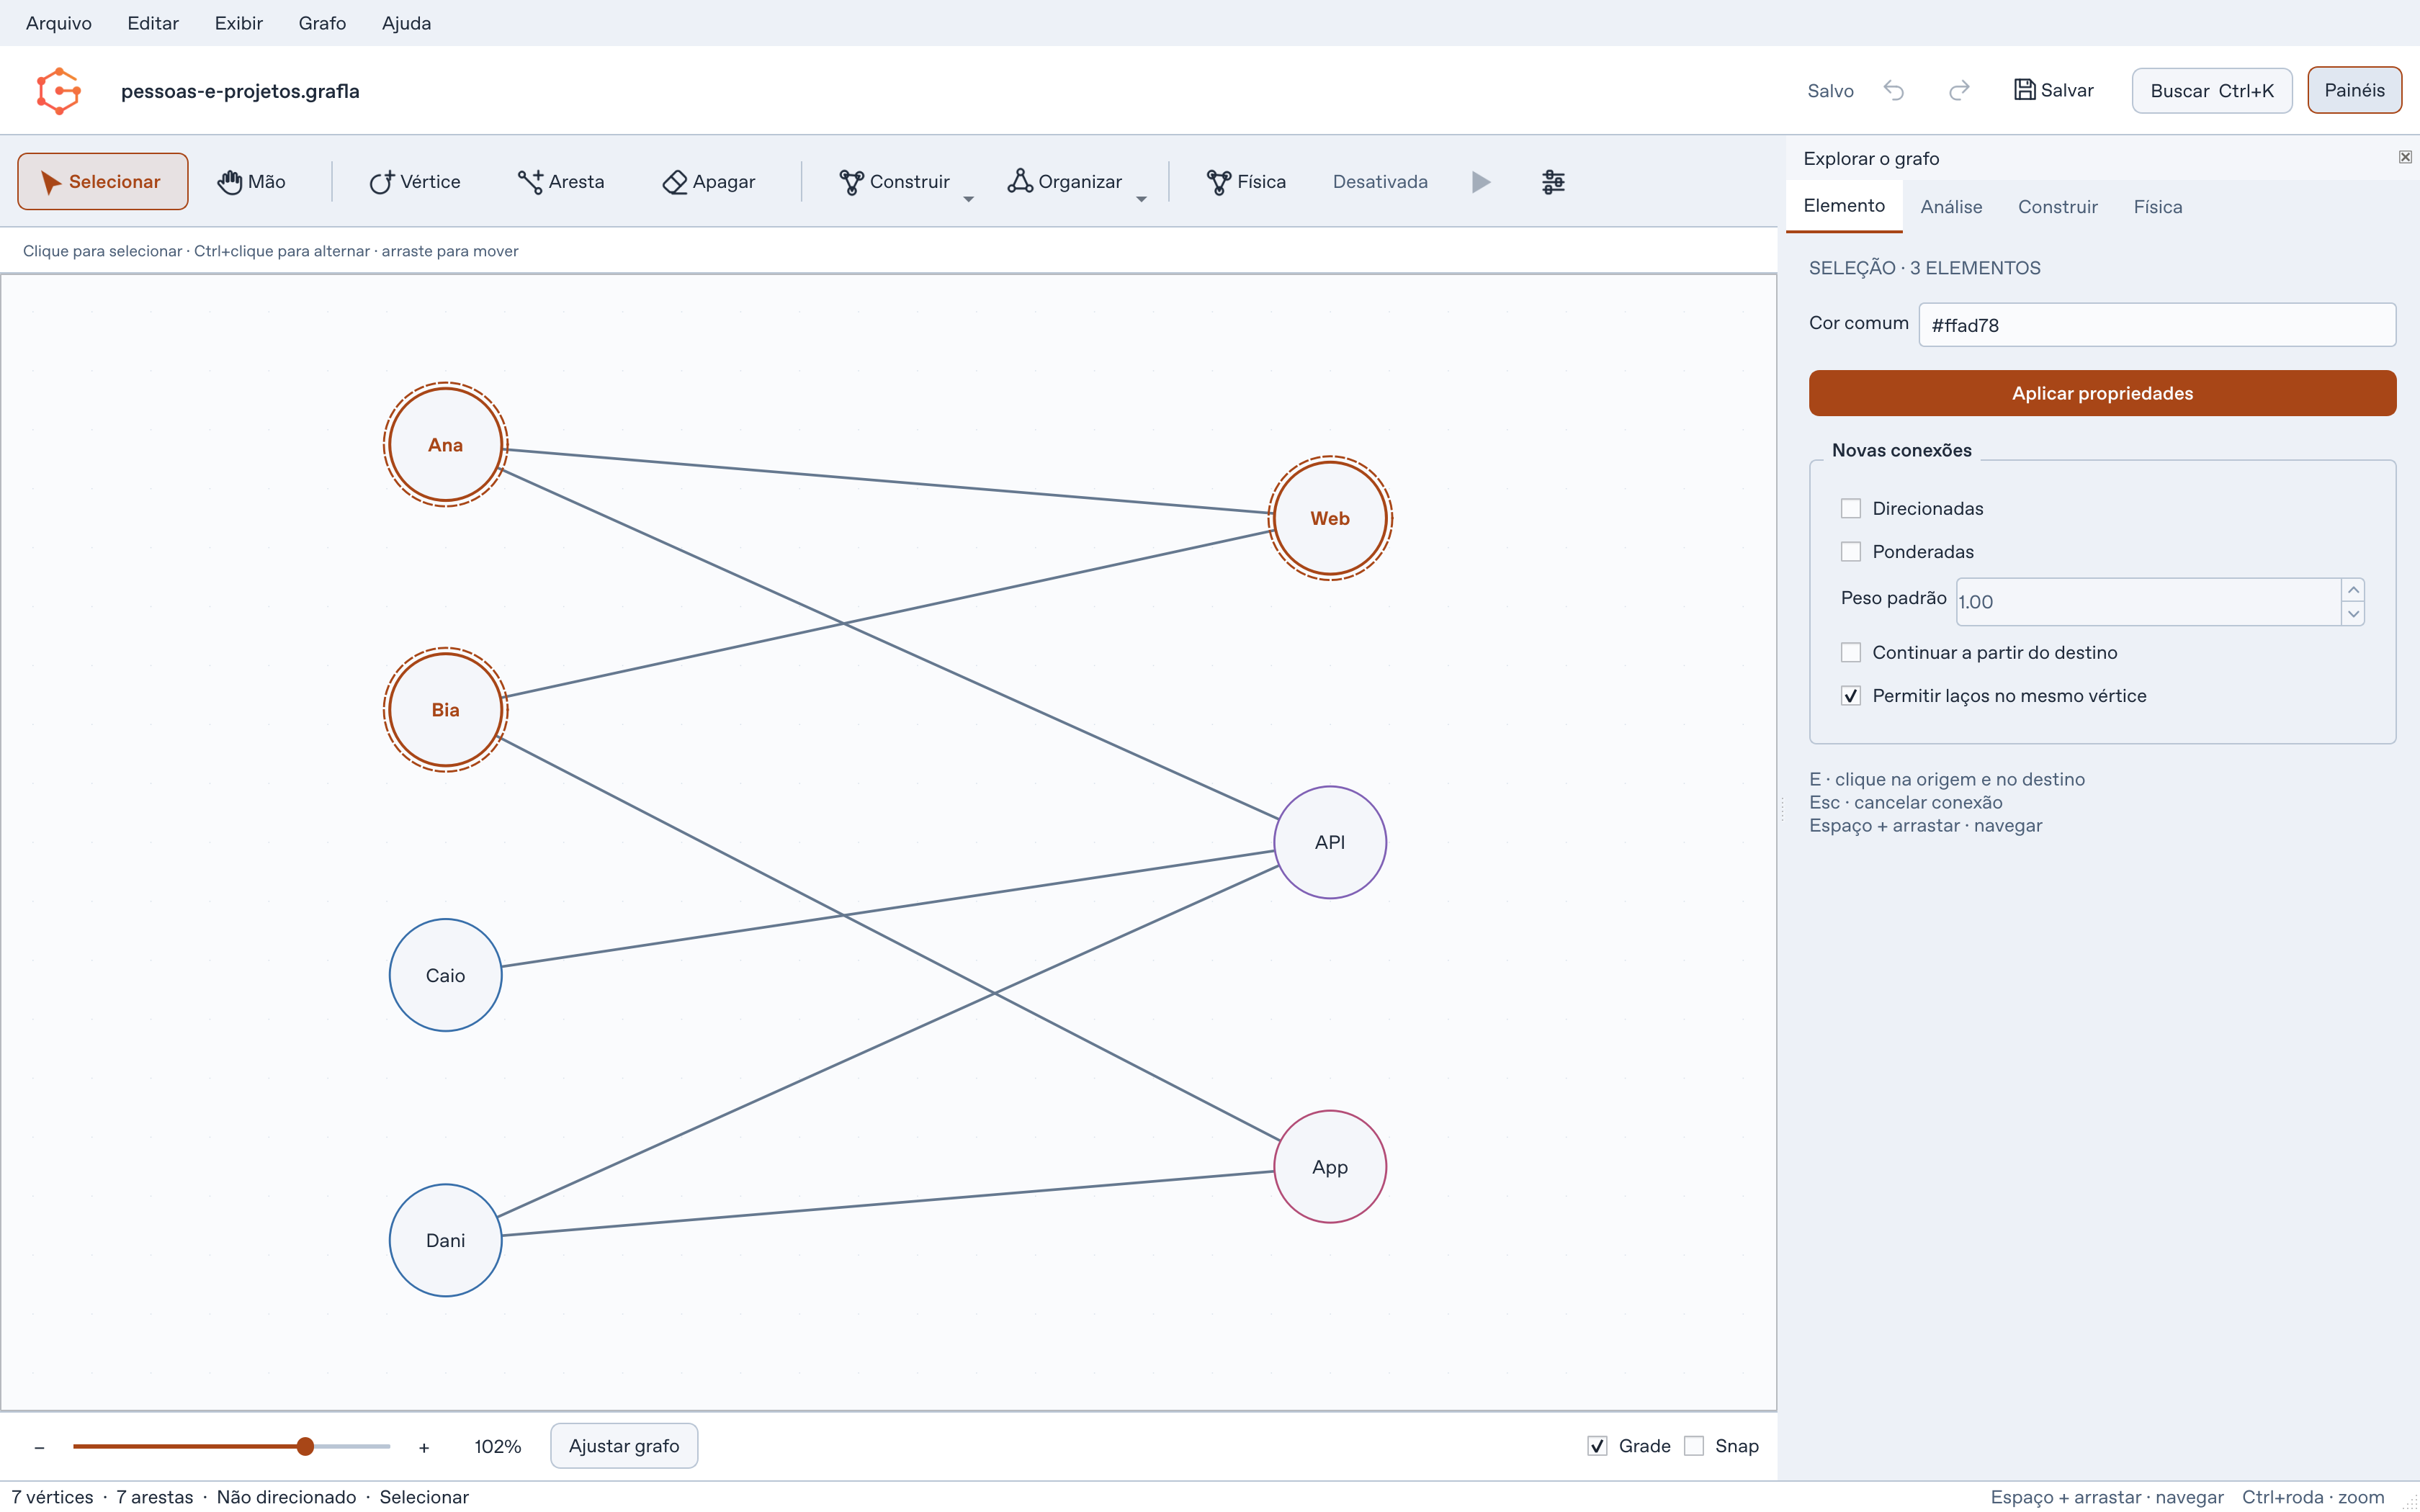 Arquivo Editar Exibir Grafo Ajuda
pessoas-e-projetos.grafla
Salvo Salvar Buscar Ctrl+K Painéis
Selecionar Mão Vértice Aresta Apagar Construir Organizar Física Desativada
Clique para selecionar · Ctrl+clique para alternar · arraste para mover
Ana
Web
Bia
API
Caio
App
Dani
Explorar o grafo
Elemento Análise Construir Física
SELEÇÃO · 3 ELEMENTOS
Cor comum #ffad78
Aplicar propriedades
Novas conexões
Direcionadas
Ponderadas
Peso padrão 1.00
Continuar a partir do destino
Permitir laços no mesmo vértice
E · clique na origem e no destino
Esc · cancelar conexão
Espaço + arrastar · navegar
− + 102% Ajustar grafo Grade Snap
7 vértices · 7 arestas · Não direcionado · Selecionar
Espaço + arrastar · navegar Ctrl+roda · zoom